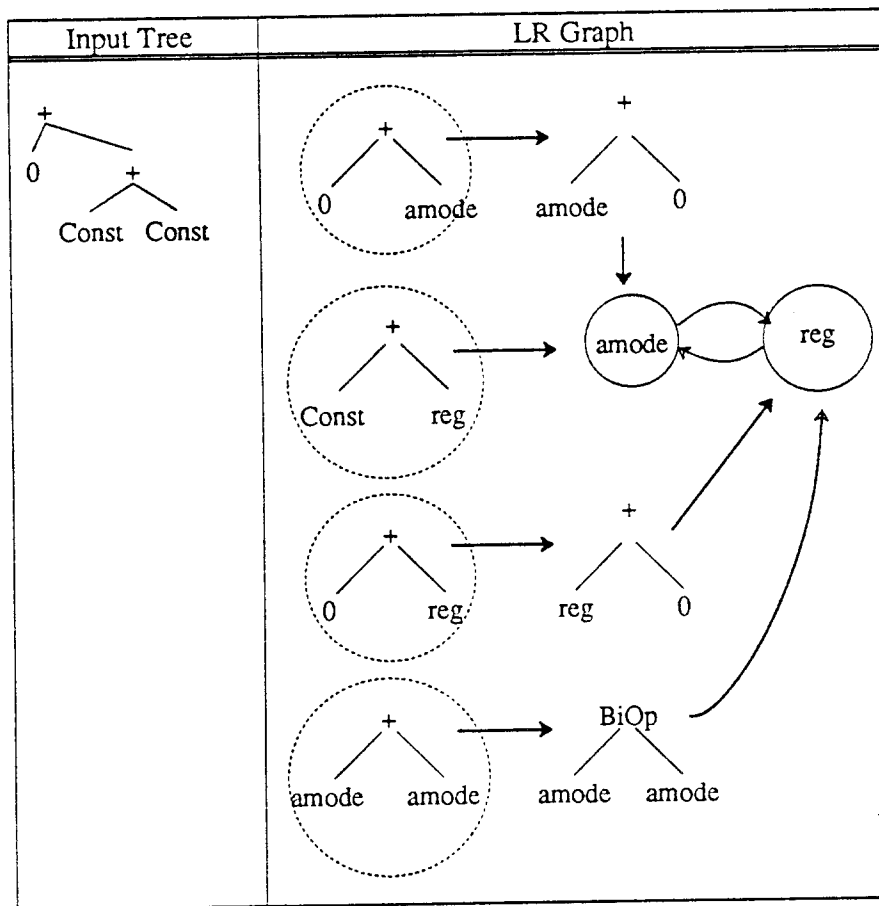 Input Tree
LR Graph
+
0
+
Const Const
+
0 amode
+
amode 0
+
Const reg
amode
reg
+
0 reg
+
reg 0
+
amode amode
BiOp
amode amode